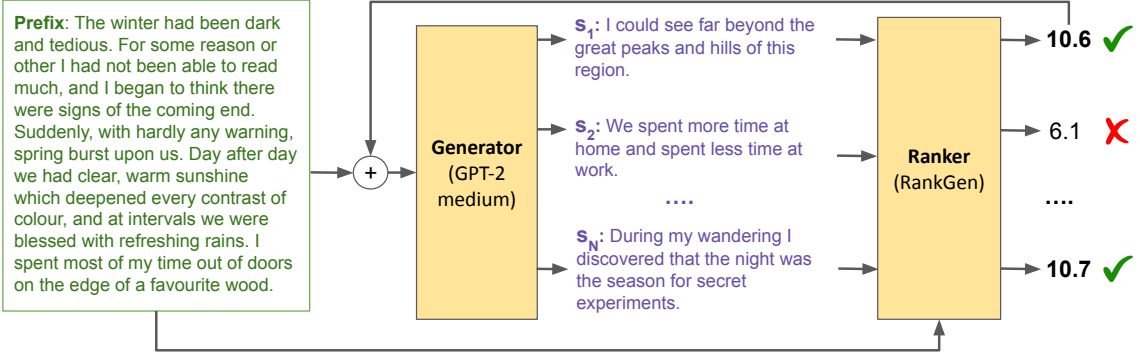 Prefix: The winter had been dark
and tedious. For some reason or
other I had not been able to read
much, and I began to think there
were signs of the coming end.
Suddenly, with hardly any warning,
spring burst upon us. Day after day
we had clear, warm sunshine
which deepened every contrast of
colour, and at intervals we were
blessed with refreshing rains. I
spent most of my time out of doors
on the edge of a favourite wood.
+
Generator
(GPT-2
medium)
s1: I could see far beyond the
great peaks and hills of this
region.
s2: We spent more time at
home and spent less time at
work.
....
sN: During my wandering I
discovered that the night was
the season for secret
experiments.
Ranker
(RankGen)
10.6
6.1
....
10.7